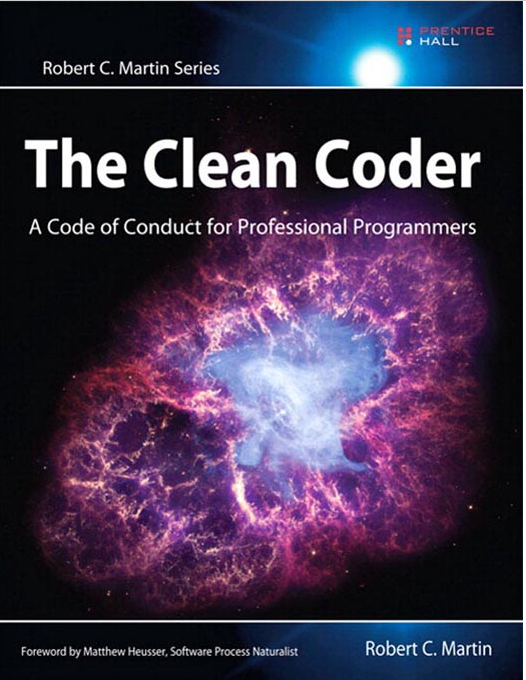 PRENTICE
HALL
Robert C. Martin Series
The Clean Coder
A Code of Conduct for Professional Programmers
Foreword by Matthew Heusser, Software Process Naturalist
Robert C. Martin